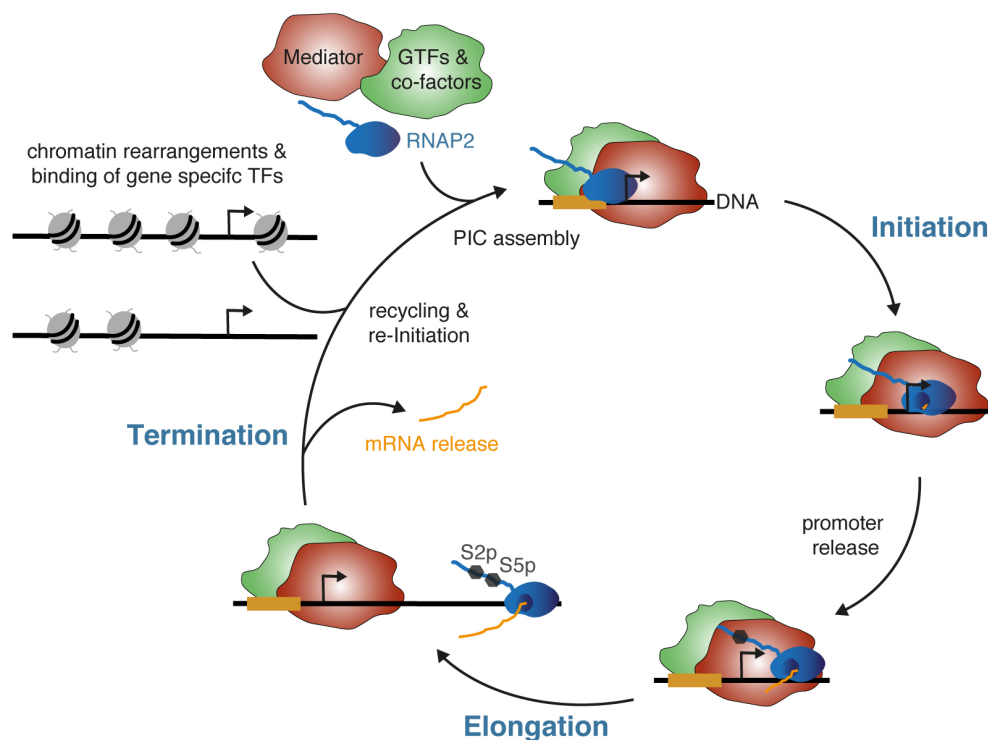 Mediator
GTFs &
co-factors
RNAP2
chromatin rearrangements &
binding of gene specifc TFs
DNA
PIC assembly
Initiation
recycling &
re-Initiation
Termination
mRNA release
promoter
release
S2p
S5p
Elongation